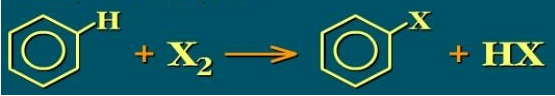 H + X₂ → X + HX